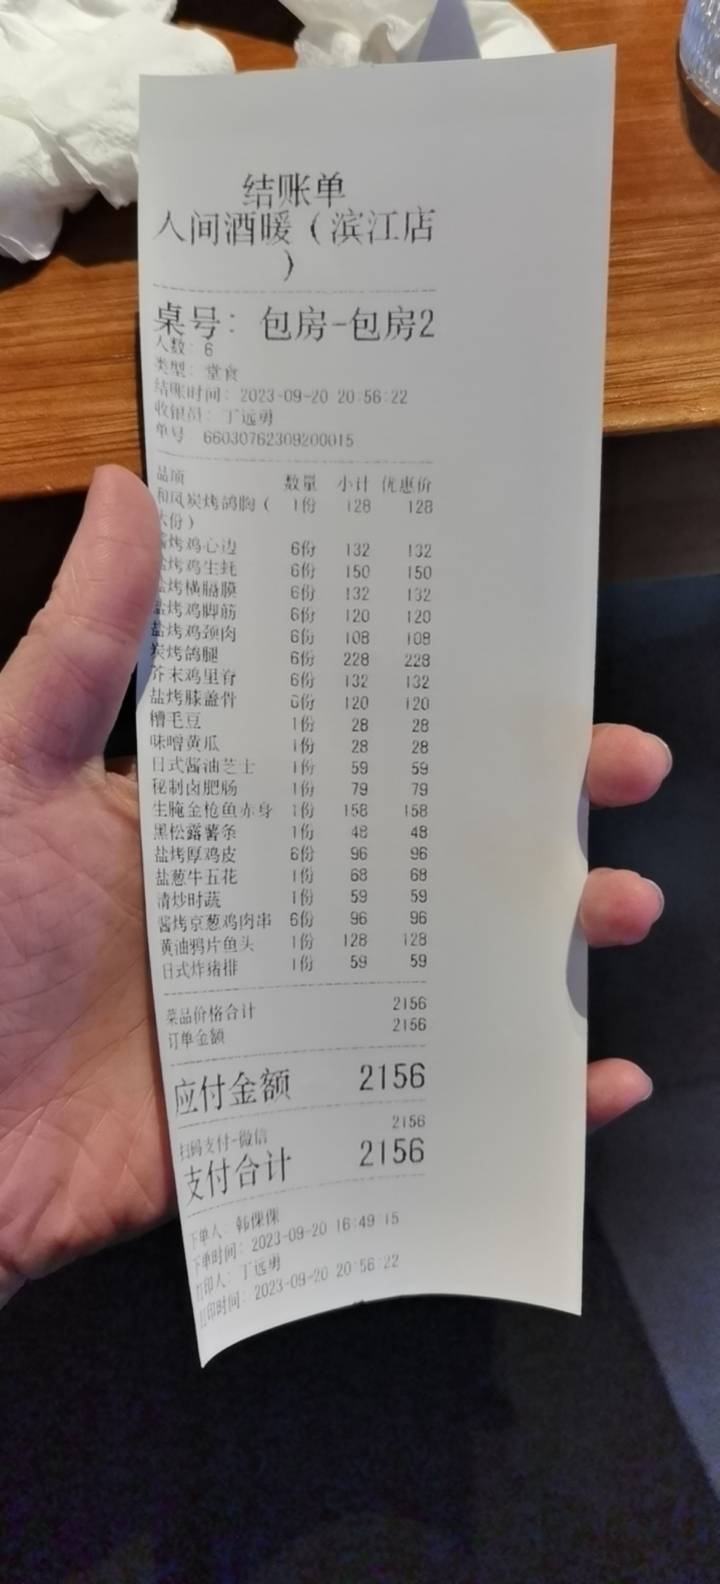 结账单
人间酒暖（滨江店
）
桌号：包房-包房2
人数：6
类型：堂食
结账时间：2023-09-20 20:56:22
收银员：丁远勇
单号 66030762309200015
品项 数量 小计 优惠价
和风炭烤鸽胸（ 1份 128 128
大份）
烤鸡心边 6份 132 132
盐烤鸡生蚝 6份 150 150
盐烤横膈膜 6份 132 132
盐烤鸡脚筋 6份 120 120
盐烤鸡颈肉 6份 108 108
炭烤鸽腿 6份 228 228
芥末鸡里脊 6份 132 132
盐烤膝盖骨 6份 120 120
糟毛豆 1份 28 28
味噌黄瓜 1份 28 28
日式酱油芝士 1份 59 59
秘制卤肥肠 1份 79 79
生腌金枪鱼赤身 1份 158 158
黑松露薯条 1份 48 48
盐烤厚鸡皮 6份 96 96
盐葱牛五花 1份 68 68
清炒时蔬 1份 59 59
酱烤京葱鸡肉串 6份 96 96
黄油鸦片鱼头 1份 128 128
日式炸猪排 1份 59 59
菜品价格合计 2156
订单金额 2156
应付金额 2156
扫码支付-微信 2156
支付合计 2156
下单人：韩倮倮
下单时间：2023-09-20 16:49:15
打印人：丁远勇
打印时间：2023-09-20 20:56:22